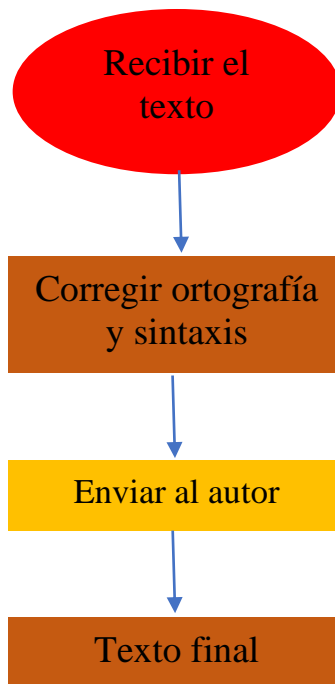 Recibir el
texto
Corregir ortografía
y sintaxis
Enviar al autor
Texto final